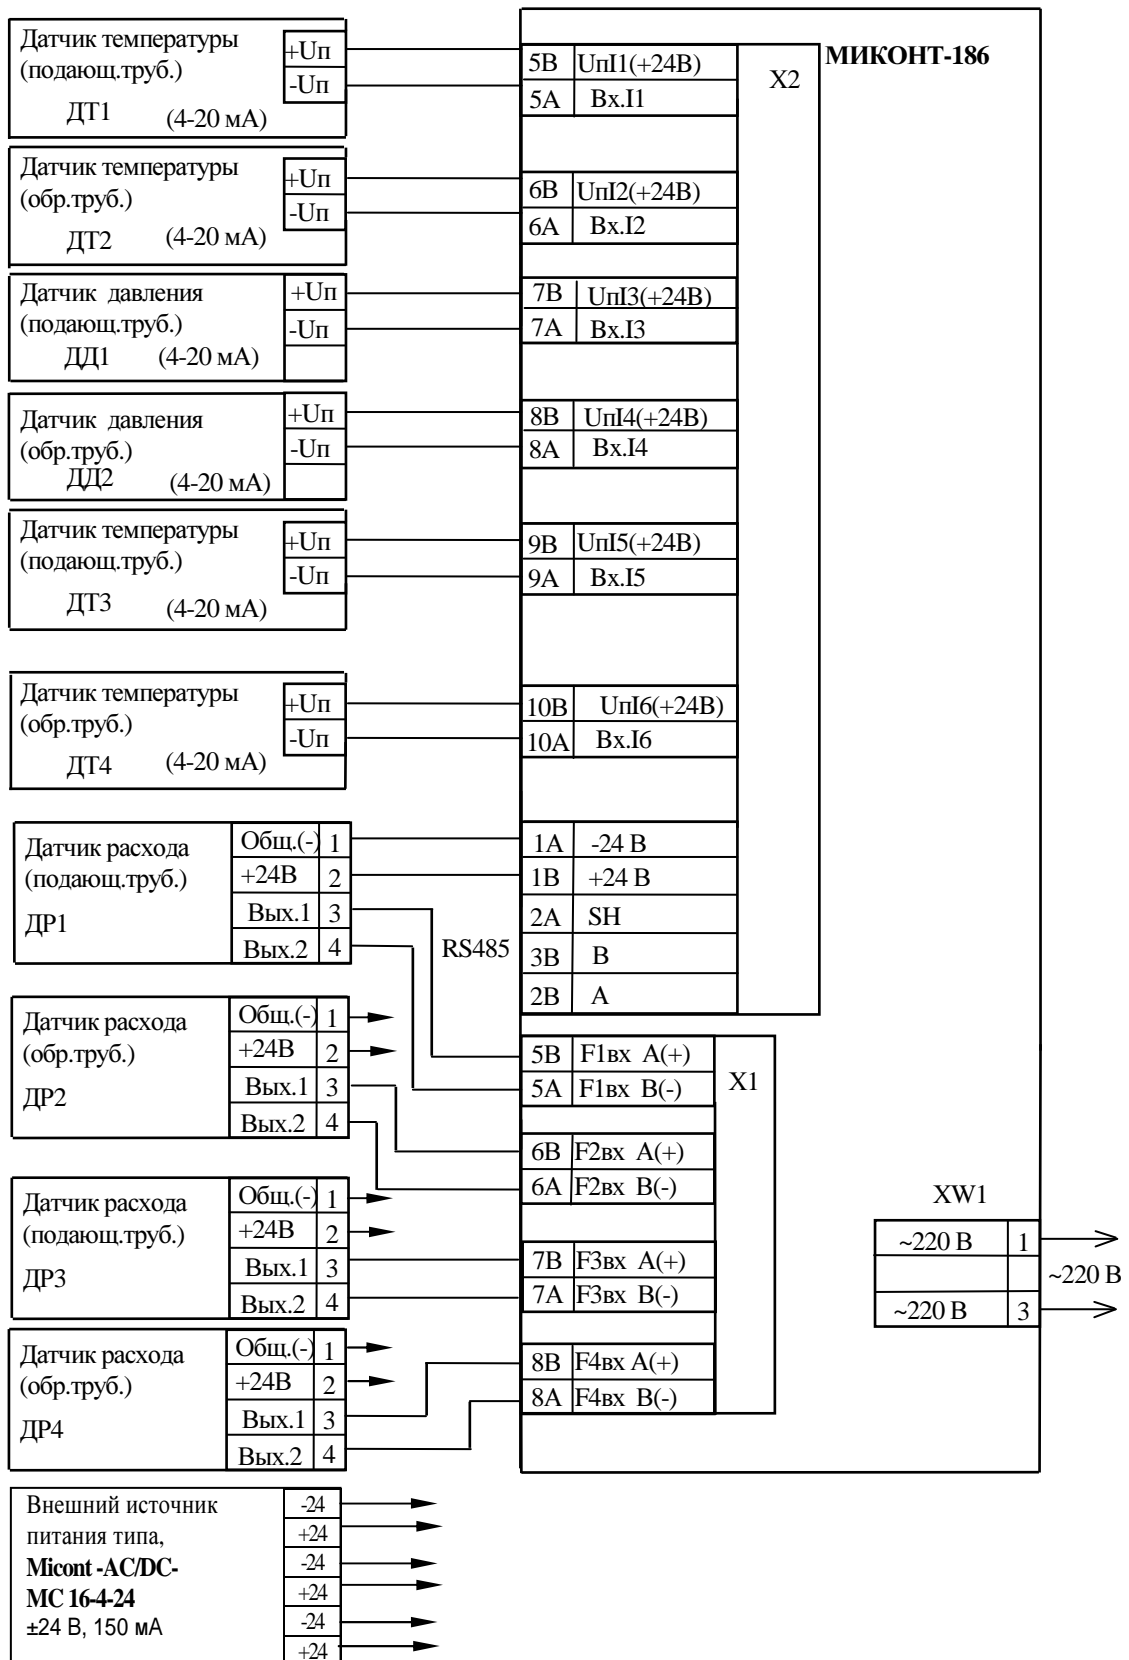 Датчик температуры
(подающ.труб.)
ДТ1 (4-20 мА)
+Uп
-Uп
Датчик температуры
(обр.труб.)
ДТ2 (4-20 мА)
+Uп
-Uп
Датчик давления
(подающ.труб.)
ДД1 (4-20 мА)
+Uп
-Uп
Датчик давления
(обр.труб.)
ДД2 (4-20 мА)
+Uп
-Uп
Датчик температуры
(подающ.труб.)
ДТ3 (4-20 мА)
+Uп
-Uп
Датчик температуры
(обр.труб.)
ДТ4 (4-20 мА)
+Uп
-Uп
Датчик расхода
(подающ.труб.)
ДР1
Общ.(-) 1
+24В 2
Вых.1 3
Вых.2 4
Датчик расхода
(обр.труб.)
ДР2
Общ.(-) 1
+24В 2
Вых.1 3
Вых.2 4
Датчик расхода
(подающ.труб.)
ДР3
Общ.(-) 1
+24В 2
Вых.1 3
Вых.2 4
Датчик расхода
(обр.труб.)
ДР4
Общ.(-) 1
+24В 2
Вых.1 3
Вых.2 4
Внешний источник
питания типа,
Micont -AC/DC-
МС 16-4-24
±24 В, 150 мА
-24
+24
-24
+24
-24
+24
МИКОНТ-186
X2
5В UпI1(+24В)
5А Вх.I1
6В UпI2(+24В)
6А Вх.I2
7В UпI3(+24В)
7А Вх.I3
8В UпI4(+24В)
8А Вх.I4
9В UпI5(+24В)
9А Вх.I5
10В UпI6(+24В)
10А Вх.I6
1А -24 В
1В +24 В
2А SH
3В В
2В А
RS485
X1
5В F1вх А(+)
5А F1вх В(-)
6В F2вх А(+)
6А F2вх В(-)
7В F3вх А(+)
7А F3вх В(-)
8В F4вх А(+)
8А F4вх В(-)
XW1
~220 В 1
~220 В 3
~220 В